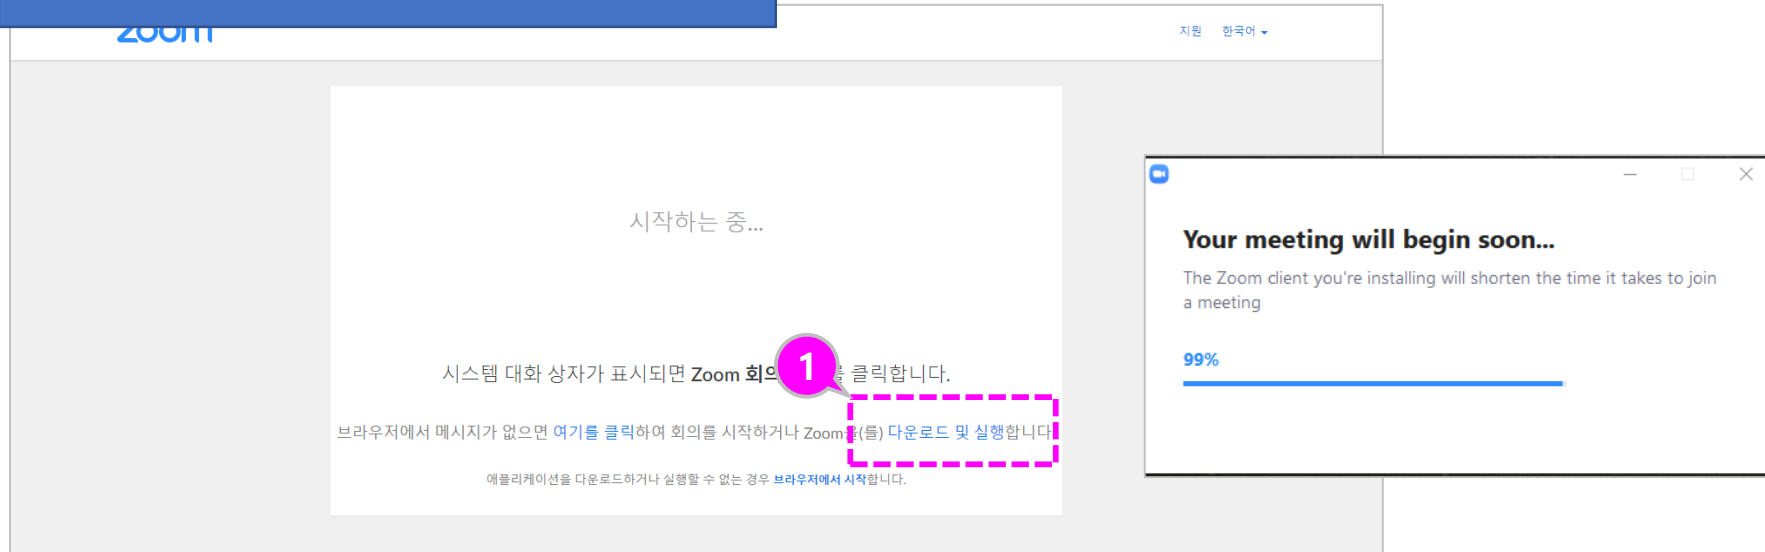 zoom
지원 한국어
시작하는 중...
시스템 대화 상자가 표시되면 Zoom 회의 클릭합니다.
1
브라우저에서 메시지가 없으면 여기를 클릭하여 회의를 시작하거나 Zoom을(를) 다운로드 및 실행합니다
애플리케이션을 다운로드하거나 실행할 수 없는 경우 브라우저에서 시작합니다.
Your meeting will begin soon...
The Zoom client you're installing will shorten the time it takes to join
a meeting
99%